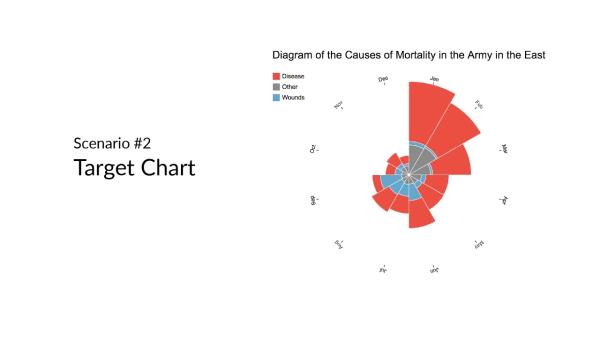 Scenario #2
Target Chart
Diagram of the Causes of Mortality in the Army in the East
Disease
Other
Wounds
Dec
Jan
Feb
Nov
Mar
Oct
Apr
Sep
May
Aug
Jun
Jul